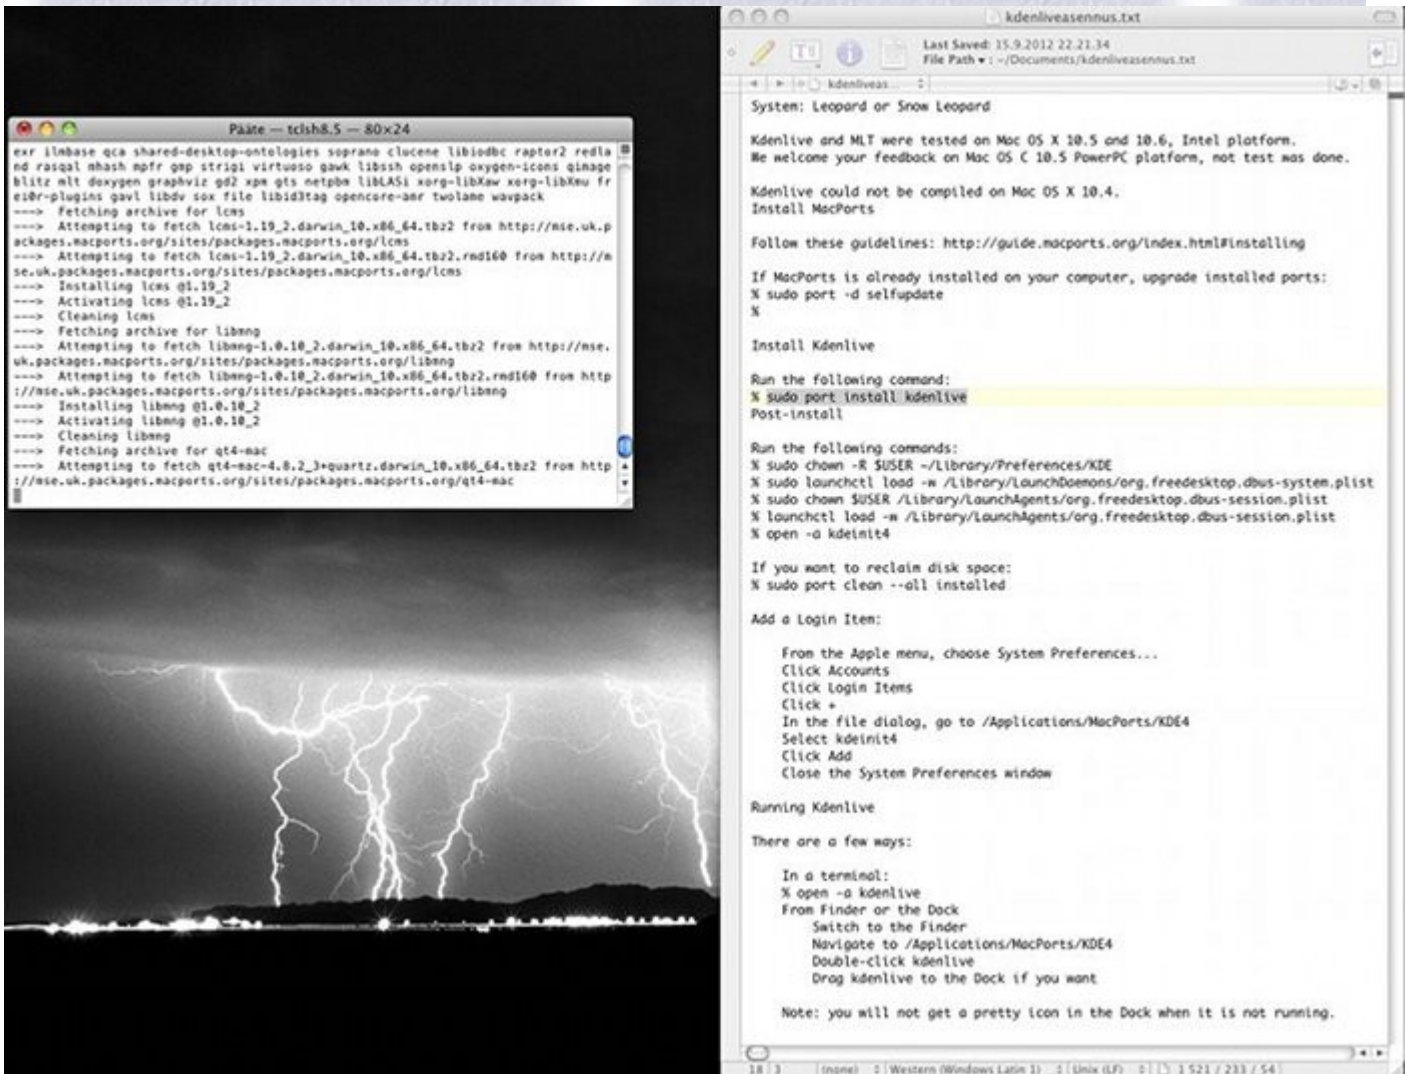 Pääte — tclsh8.5 — 80×24
exr ilmbase qca shared-desktop-ontologies soprano clucene libiodbc raptor2 redla
nd rasqal mhash mpfr gmp strigi virtuoso gawk libssh openslp oxygen-icons qimage
blitz mlt doxygen graphviz gd2 xpm gts netpbm libLASi xorg-libXaw xorg-libXmu fr
ei0r-plugins gavl libdv sox file libid3tag opencore-amr twolame wavpack
---> Fetching archive for lcms
---> Attempting to fetch lcms-1.19_2.darwin_10.x86_64.tbz2 from http://mse.uk.p
ackages.macports.org/sites/packages.macports.org/lcms
---> Attempting to fetch lcms-1.19_2.darwin_10.x86_64.tbz2.rmd160 from http://m
se.uk.packages.macports.org/sites/packages.macports.org/lcms
---> Installing lcms @1.19_2
---> Activating lcms @1.19_2
---> Cleaning lcms
---> Fetching archive for libmng
---> Attempting to fetch libmng-1.0.10_2.darwin_10.x86_64.tbz2 from http://mse.
uk.packages.macports.org/sites/packages.macports.org/libmng
---> Attempting to fetch libmng-1.0.10_2.darwin_10.x86_64.tbz2.rmd160 from http
://mse.uk.packages.macports.org/sites/packages.macports.org/libmng
---> Installing libmng @1.0.10_2
---> Activating libmng @1.0.10_2
---> Cleaning libmng
---> Fetching archive for qt4-mac
---> Attempting to fetch qt4-mac-4.8.2_3+quartz.darwin_10.x86_64.tbz2 from http
://mse.uk.packages.macports.org/sites/packages.macports.org/qt4-mac
kdenliveasennus.txt
Last Saved: 15.9.2012 22.21.34
File Path ▾ : ~/Documents/kdenliveasennus.txt
kdenliveas...
System: Leopard or Snow Leopard
Kdenlive and MLT were tested on Mac OS X 10.5 and 10.6, Intel platform.
We welcome your feedback on Mac OS C 10.5 PowerPC platform, not test was done.
Kdenlive could not be compiled on Mac OS X 10.4.
Install MacPorts
Follow these guidelines: http://guide.macports.org/index.html#installing
If MacPorts is already installed on your computer, upgrade installed ports:
% sudo port -d selfupdate
%
Install Kdenlive
Run the following command:
% sudo port install kdenlive
Post-install
Run the following commands:
% sudo chown -R $USER ~/Library/Preferences/KDE
% sudo launchctl load -w /Library/LaunchDaemons/org.freedesktop.dbus-system.plist
% sudo chown $USER /Library/LaunchAgents/org.freedesktop.dbus-session.plist
% launchctl load -w /Library/LaunchAgents/org.freedesktop.dbus-session.plist
% open -a kdeinit4
If you want to reclaim disk space:
% sudo port clean --all installed
Add a Login Item:
From the Apple menu, choose System Preferences...
Click Accounts
Click Login Items
Click +
In the file dialog, go to /Applications/MacPorts/KDE4
Select kdeinit4
Click Add
Close the System Preferences window
Running Kdenlive
There are a few ways:
In a terminal:
% open -a kdenlive
From Finder or the Dock
Switch to the Finder
Navigate to /Applications/MacPorts/KDE4
Double-click kdenlive
Drag kdenlive to the Dock if you want
Note: you will not get a pretty icon in the Dock when it is not running.
18 3 (none) Western (Windows Latin 1) Unix (LF) 1 521 / 233 / 54